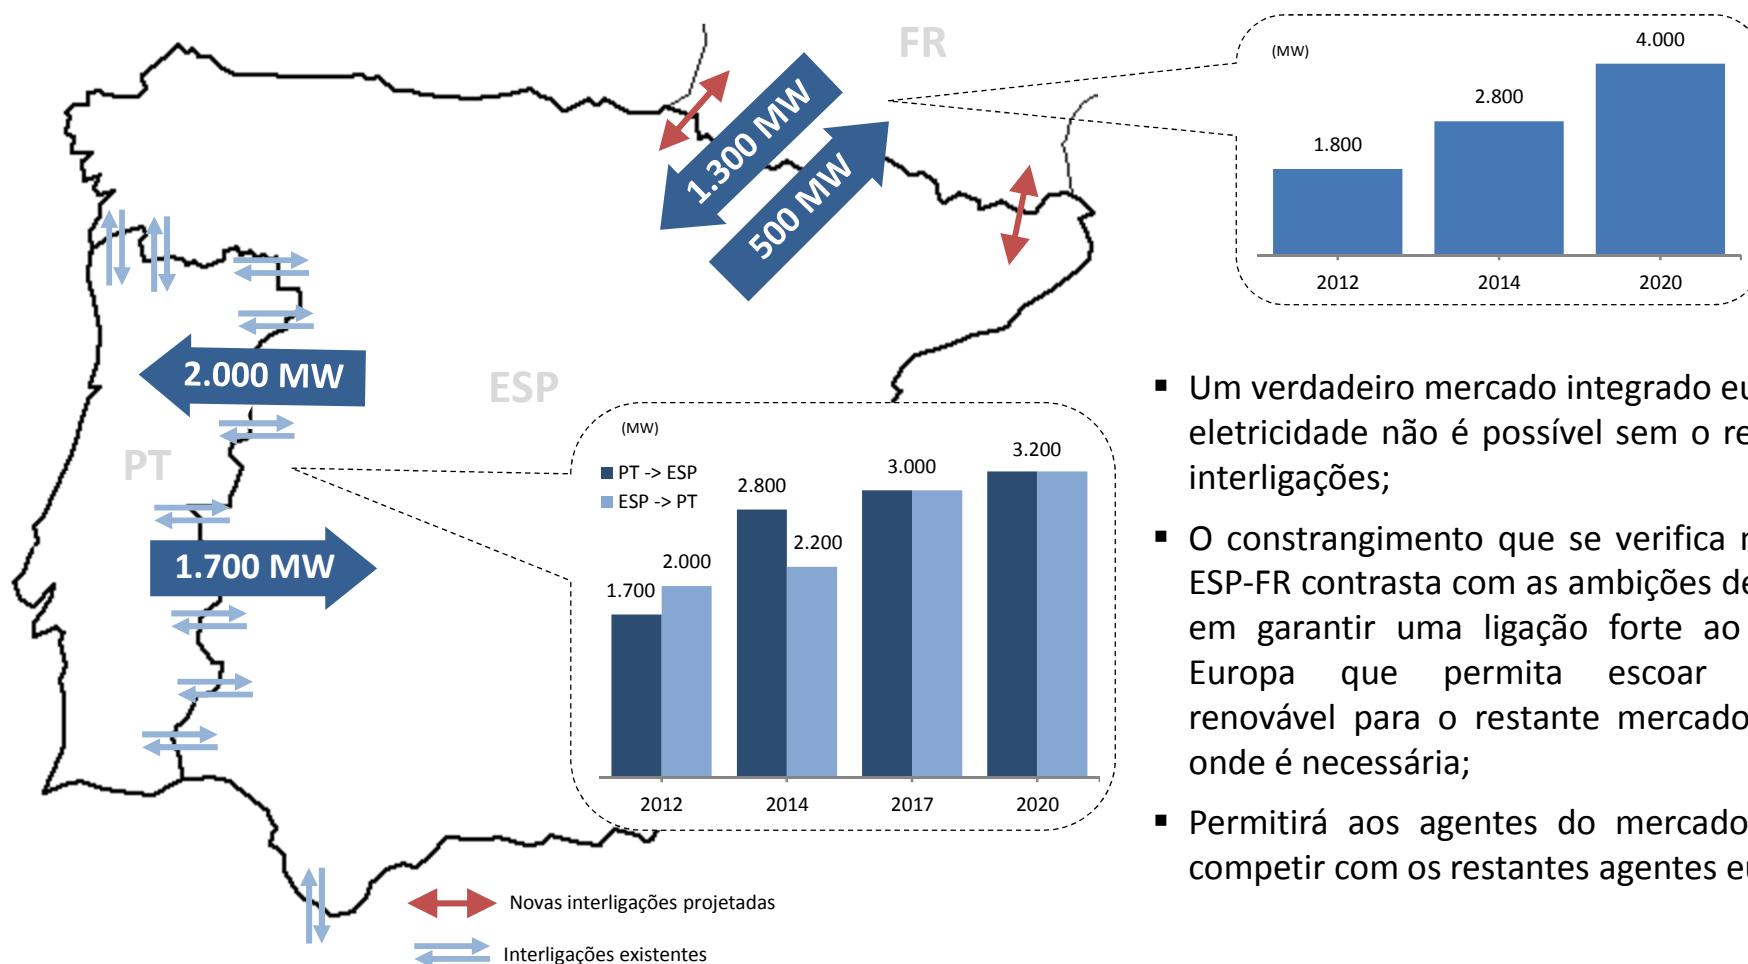 FR
1.300 MW
500 MW
(MW)
4.000
2.800
1.800
2012 2014 2020
2.000 MW
ESP
PT
1.700 MW
(MW)
PT -> ESP
ESP -> PT
1.700
2.000
2.800
2.200
3.000
3.200
2012 2014 2017 2020
▪ Um verdadeiro mercado integrado
eletricidade não é possível sem o
interligações;
▪ O constrangimento que se verifica
ESP-FR contrasta com as ambições
em garantir uma ligação forte ao
Europa que permita escoar
renovável para o restante mercado
onde é necessária;
▪ Permitirá aos agentes do mercado
competir com os restantes agentes
Novas interligações projetadas
Interligações existentes